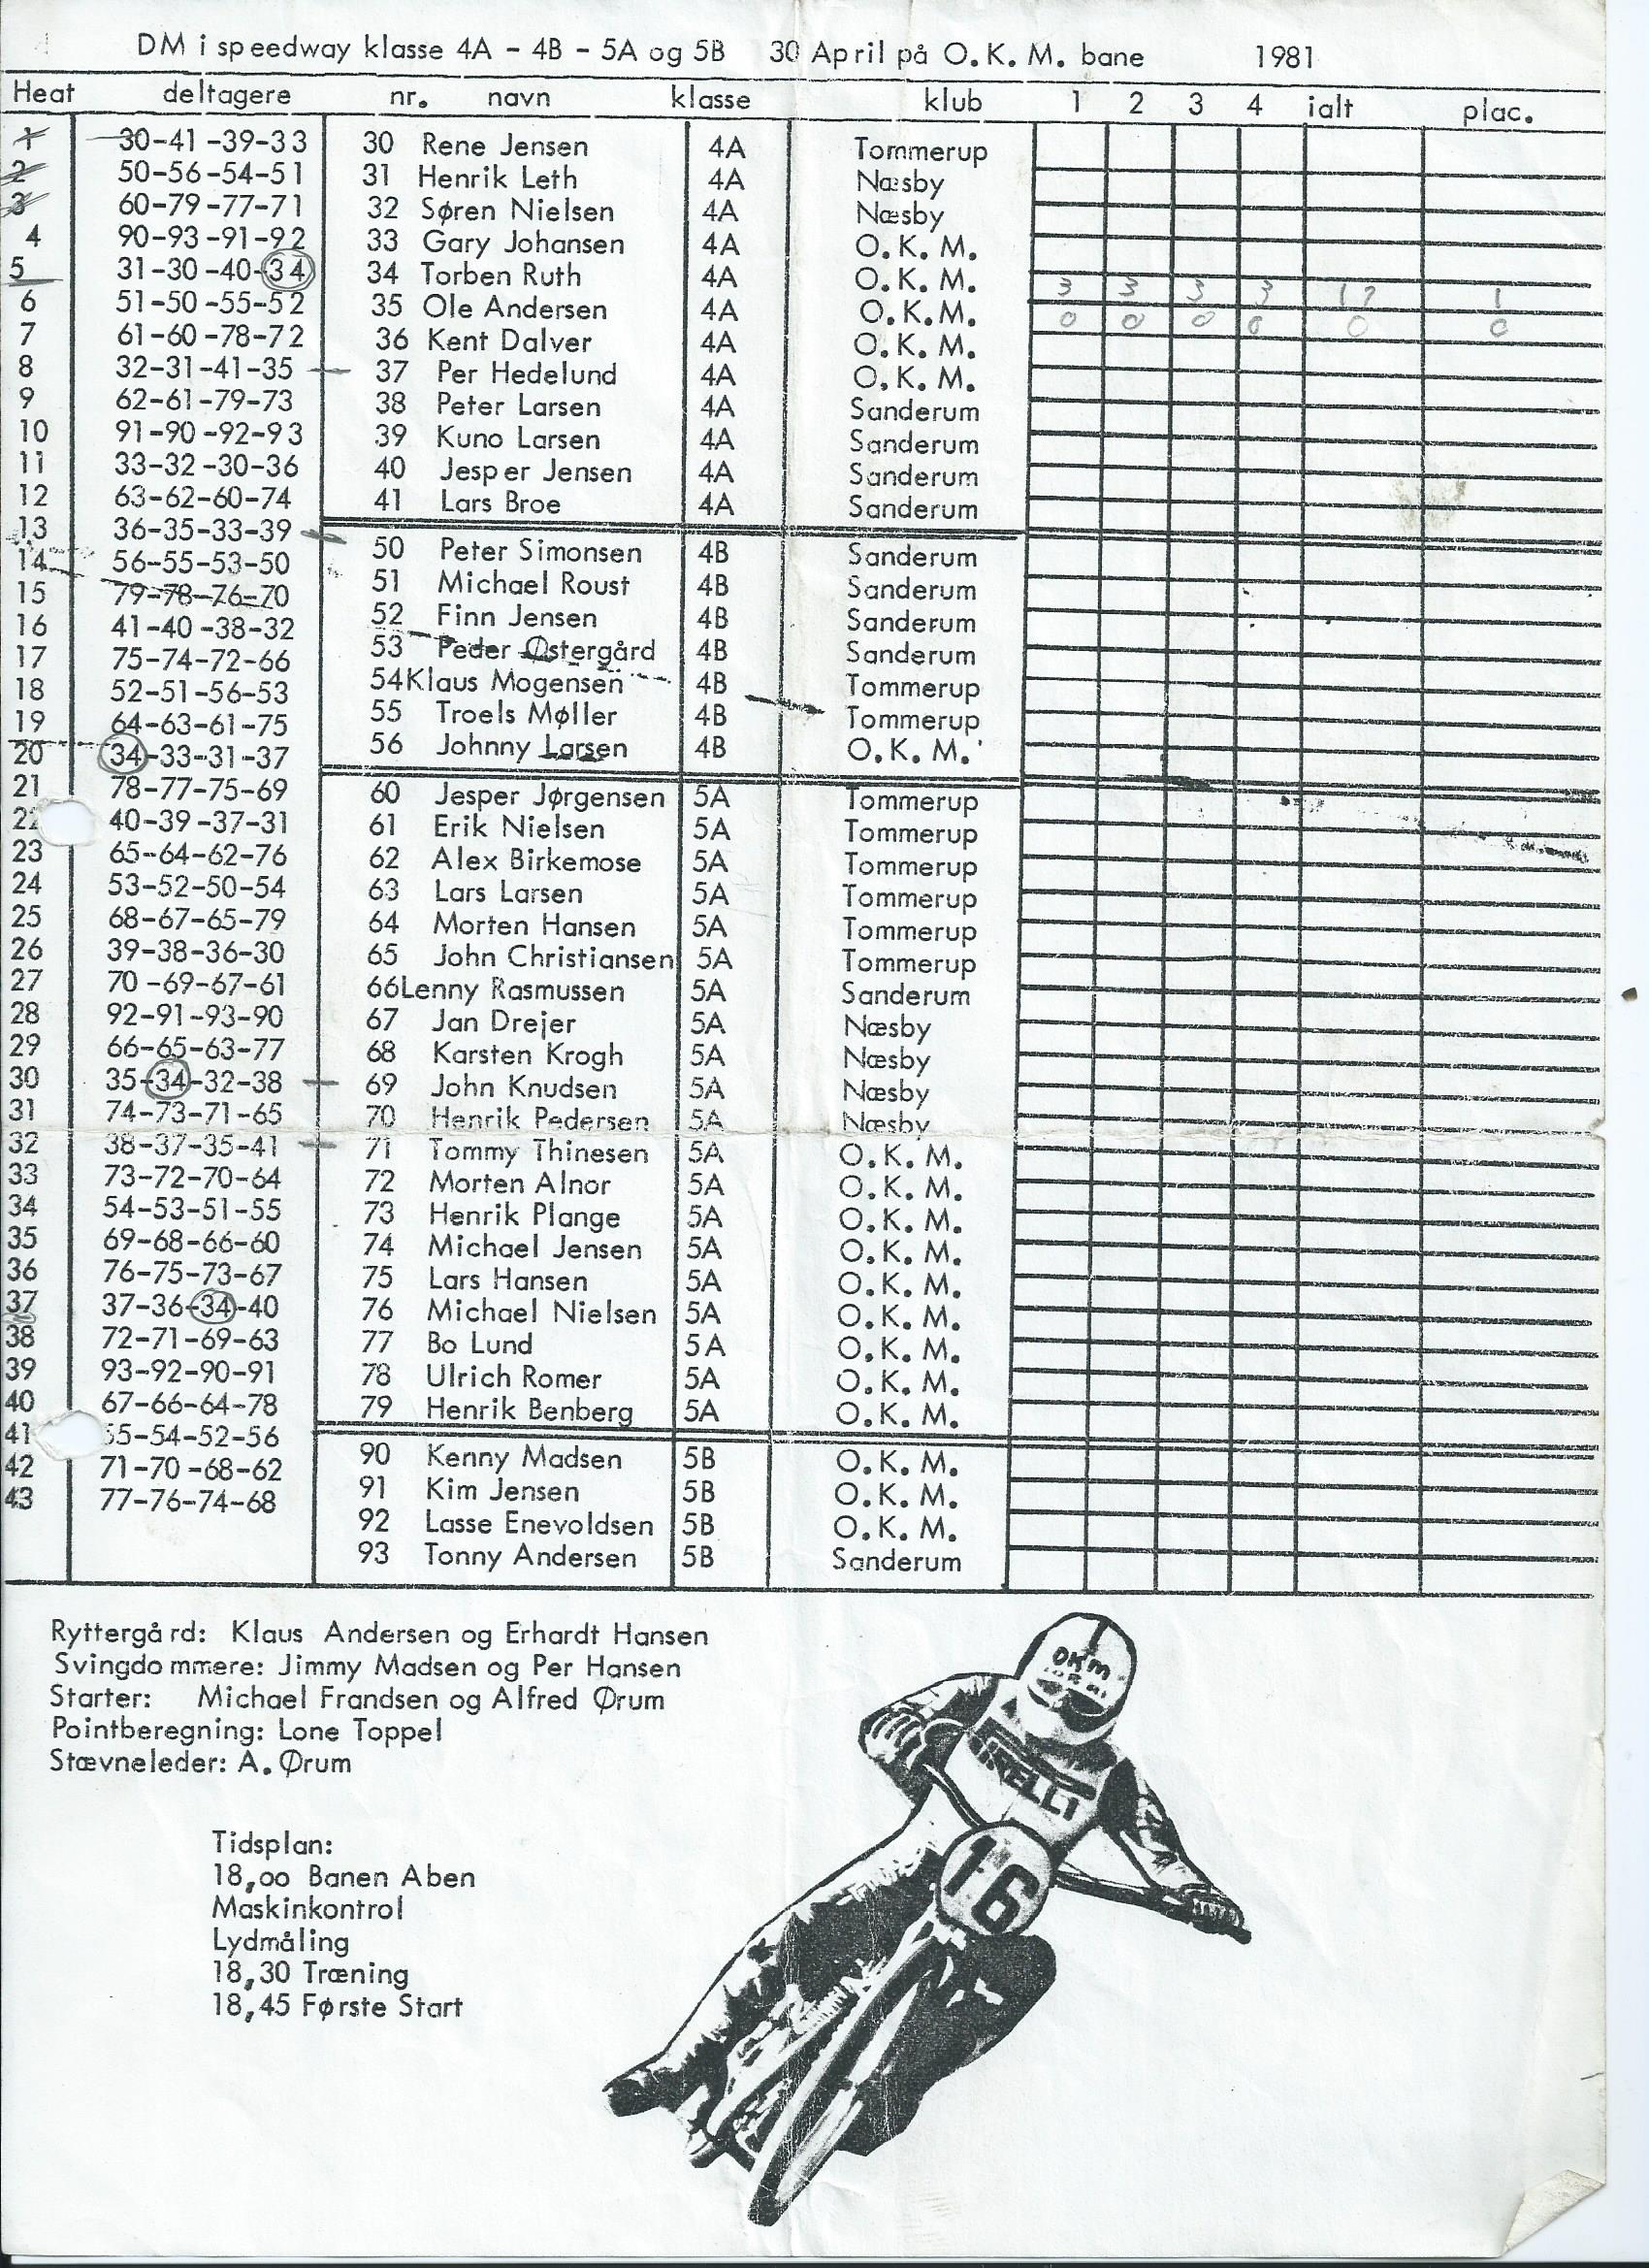 DM i speedway klasse 4A - 4B - 5A og 5B 30 April på O.K.M. bane 1981
Heat deltagere nr. navn klasse klub 1 2 3 4 ialt plac.
1 30-41-39-33 30 Rene Jensen 4A Tommerup
2 50-56-54-51 31 Henrik Leth 4A Næsby
3 60-79-77-71 32 Søren Nielsen 4A Næsby
4 90-93-91-92 33 Gary Johansen 4A O.K.M.
5 31-30-40-34 34 Torben Ruth 4A O.K.M. 3 3 3 3 12 1
6 51-50-55-52 35 Ole Andersen 4A O.K.M. 0 0 0 0 0 0
7 61-60-78-72 36 Kent Dalver 4A O.K.M.
8 32-31-41-35 37 Per Hedelund 4A O.K.M.
9 62-61-79-73 38 Peter Larsen 4A Sanderum
10 91-90-92-93 39 Kuno Larsen 4A Sanderum
11 33-32-30-36 40 Jesper Jensen 4A Sanderum
12 63-62-60-74 41 Lars Broe 4A Sanderum
13 36-35-33-39
14 56-55-53-50 50 Peter Simonsen 4B Sanderum
15 79-78-76-70 51 Michael Roust 4B Sanderum
16 41-40-38-32 52 Finn Jensen 4B Sanderum
17 75-74-72-66 53 Peder Østergård 4B Sanderum
18 52-51-56-53 54 Klaus Mogensen 4B Tommerup
19 64-63-61-75 55 Troels Møller 4B Tommerup
20 34-33-31-37 56 Johnny Larsen 4B O.K.M.
21 78-77-75-69 60 Jesper Jørgensen 5A Tommerup
22 40-39-37-31 61 Erik Nielsen 5A Tommerup
23 65-64-62-76 62 Alex Birkemose 5A Tommerup
24 53-52-50-54 63 Lars Larsen 5A Tommerup
25 68-67-65-79 64 Morten Hansen 5A Tommerup
26 39-38-36-30 65 John Christiansen 5A Tommerup
27 70-69-67-61 66 Lenny Rasmussen 5A Sanderum
28 92-91-93-90 67 Jan Drejer 5A Næsby
29 66-65-63-77 68 Karsten Krogh 5A Næsby
30 35-34-32-38 69 John Knudsen 5A Næsby
31 74-73-71-65 70 Henrik Pedersen 5A Næsby
32 38-37-35-41 71 Tommy Thinesen 5A O.K.M.
33 73-72-70-64 72 Morten Alnor 5A O.K.M.
34 54-53-51-55 73 Henrik Plange 5A O.K.M.
35 69-68-66-60 74 Michael Jensen 5A O.K.M.
36 76-75-73-67 75 Lars Hansen 5A O.K.M.
37 37-36-34-40 76 Michael Nielsen 5A O.K.M.
38 72-71-69-63 77 Bo Lund 5A O.K.M.
39 93-92-90-91 78 Ulrich Romer 5A O.K.M.
40 67-66-64-78 79 Henrik Benberg 5A O.K.M.
41 55-54-52-56
42 71-70-68-62 90 Kenny Madsen 5B O.K.M.
43 77-76-74-68 91 Kim Jensen 5B O.K.M.
92 Lasse Enevoldsen 5B O.K.M.
93 Tonny Andersen 5B Sanderum
Ryttergård: Klaus Andersen og Erhardt Hansen
Svingdommere: Jimmy Madsen og Per Hansen
Starter: Michael Frandsen og Alfred Ørum
Pointberegning: Lone Toppel
Stævneleder: A. Ørum
Tidsplan:
18,oo Banen Aben
Maskinkontrol
Lydmåling
18,30 Træning
18,45 Første Start
OKM
PIRELLI
16